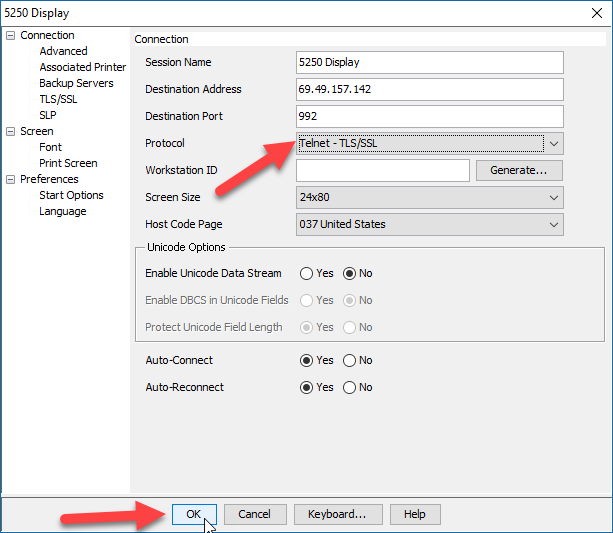 5250 Display
Connection
Advanced
Associated Printer
Backup Servers
TLS/SSL
SLP
Screen
Font
Print Screen
Preferences
Start Options
Language
Connection
Session Name 5250 Display
Destination Address 69.49.157.142
Destination Port 992
Protocol Telnet - TLS/SSL
Workstation ID Generate...
Screen Size 24x80
Host Code Page 037 United States
Unicode Options
Enable Unicode Data Stream Yes No
Enable DBCS in Unicode Fields Yes No
Protect Unicode Field Length Yes No
Auto-Connect Yes No
Auto-Reconnect Yes No
OK Cancel Keyboard... Help